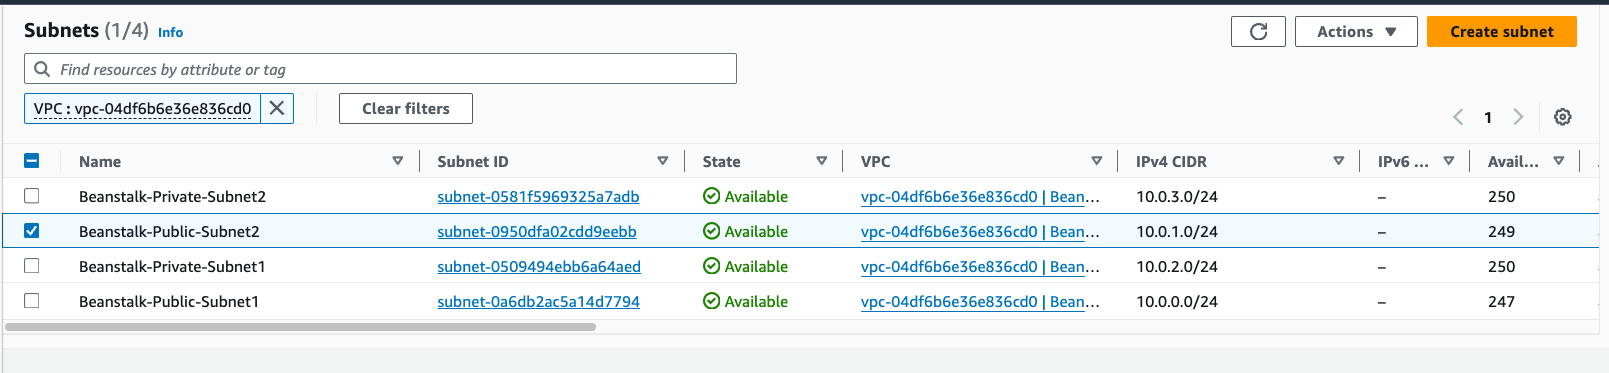 Subnets (1/4) Info
Actions Create subnet
Find resources by attribute or tag
VPC : vpc-04df6b6e36e836cd0 Clear filters
1
Name Subnet ID State VPC IPv4 CIDR IPv6 ... Avail...
Beanstalk-Private-Subnet2 subnet-0581f5969325a7adb Available vpc-04df6b6e36e836cd0 | Bean... 10.0.3.0/24 – 250
Beanstalk-Public-Subnet2 subnet-0950dfa02cdd9eebb Available vpc-04df6b6e36e836cd0 | Bean... 10.0.1.0/24 – 249
Beanstalk-Private-Subnet1 subnet-0509494ebb6a64aed Available vpc-04df6b6e36e836cd0 | Bean... 10.0.2.0/24 – 250
Beanstalk-Public-Subnet1 subnet-0a6db2ac5a14d7794 Available vpc-04df6b6e36e836cd0 | Bean... 10.0.0.0/24 – 247